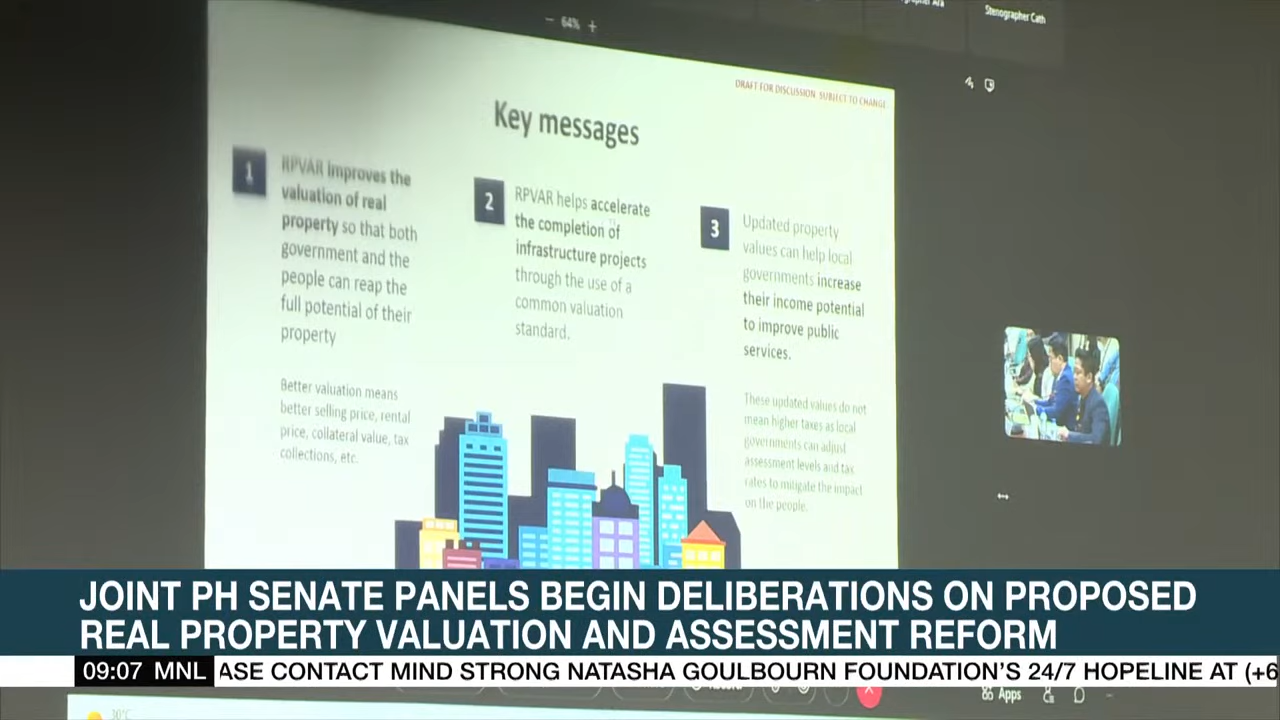 64%
Stenographer Cath
DRAFT FOR DISCUSSION SUBJECT TO CHANGE
Key messages
1
RPVAR improves the
valuation of real
property so that both
government and the
people can reap the
full potential of their
property
Better valuation means
better selling price, rental
price, collateral value, tax
collections, etc.
2
RPVAR helps accelerate
the completion of
infrastructure projects
through the use of a
common valuation
standard.
3
Updated property
values can help local
governments increase
their income potential
to improve public
services.
These updated values do not
mean higher taxes as local
governments can adjust
assessment levels and tax
rates to mitigate the impact
on the people.
JOINT PH SENATE PANELS BEGIN DELIBERATIONS ON PROPOSED
REAL PROPERTY VALUATION AND ASSESSMENT REFORM
09:07 MNL ASE CONTACT MIND STRONG NATASHA GOULBOURN FOUNDATION'S 24/7 HOPELINE AT (+6
Apps
30°C